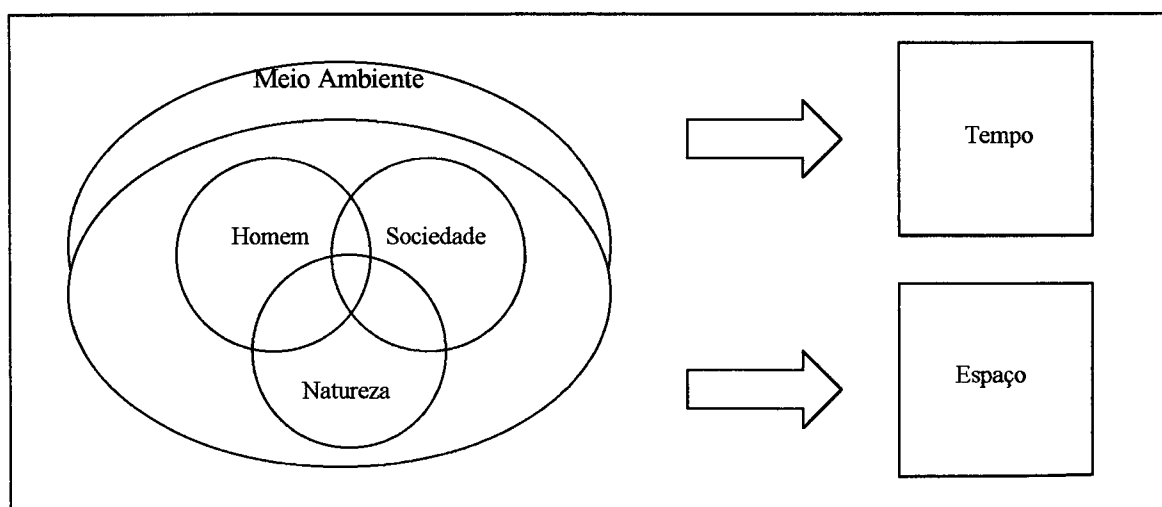 Meio Ambiente
Homem
Sociedade
Natureza
Tempo
Espaço